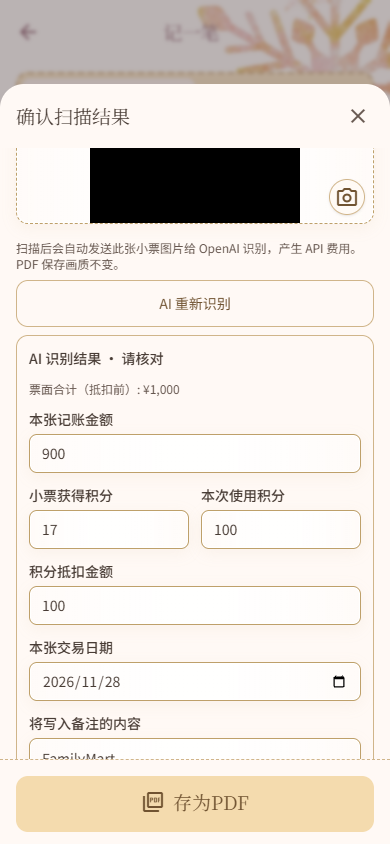 记一笔
确认扫描结果
扫描后会自动发送此张小票图片给 OpenAI 识别，产生 API 费用。
PDF 保存画质不变。
AI 重新识别
AI 识别结果 · 请核对
票面合计（抵扣前）: ¥1,000
本张记账金额
900
小票获得积分 本次使用积分
17 100
积分抵扣金额
100
本张交易日期
2026/11/28
将写入备注的内容
FamilyMart
PDF 存为PDF